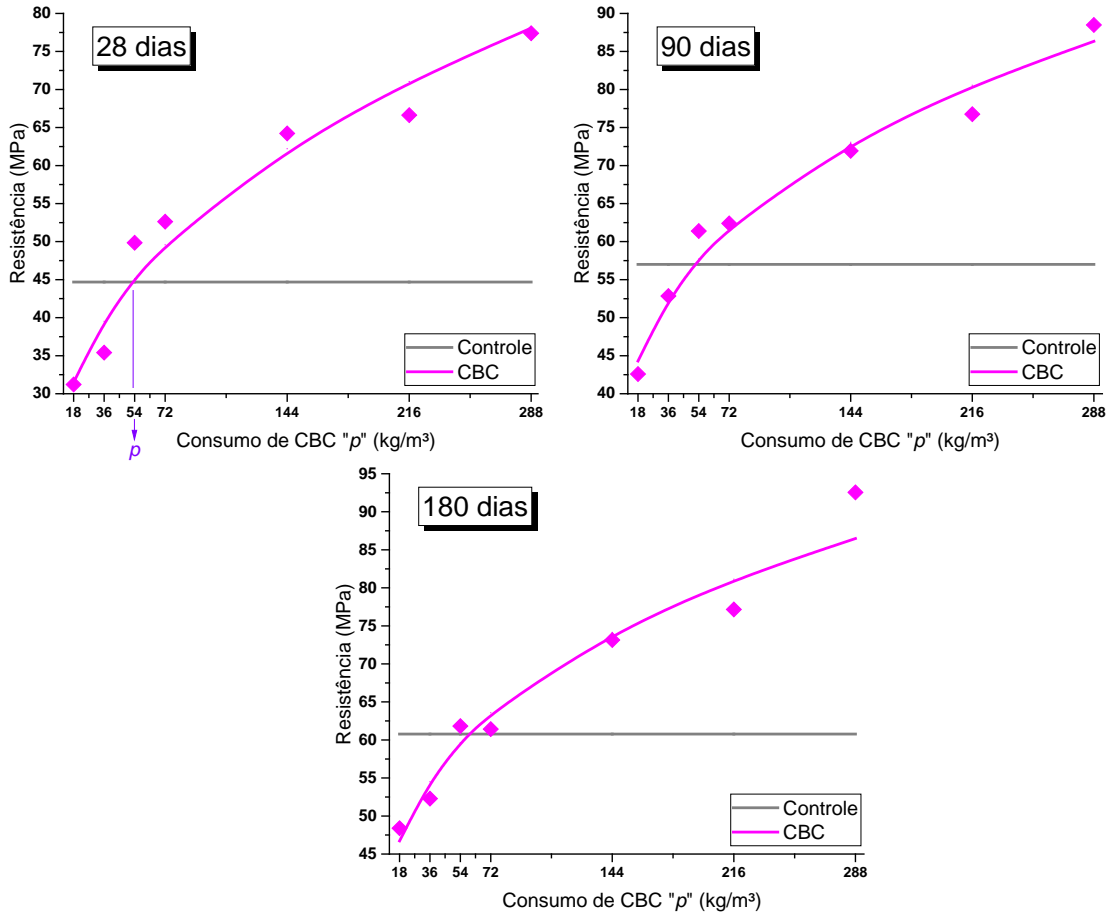 28 dias
Resistência (MPa)
80
75
70
65
60
55
50
45
40
35
30
18 36 54 72 144 216 288
Controle
CBC
Consumo de CBC "p" (kg/m³)
p
90 dias
Resistência (MPa)
90
85
80
75
70
65
60
55
50
45
40
18 36 54 72 144 216 288
Controle
CBC
Consumo de CBC "p" (kg/m³)
180 dias
Resistência (MPa)
95
90
85
80
75
70
65
60
55
50
45
18 36 54 72 144 216 288
Controle
CBC
Consumo de CBC "p" (kg/m³)